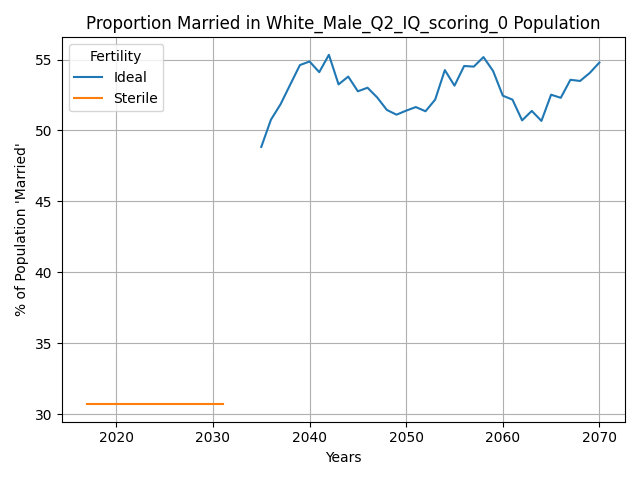 Proportion Married in White_Male_Q2_IQ_scoring_0 Population
Fertility
Ideal
Sterile
% of Population 'Married'
55
50
45
40
35
30
2020 2030 2040 2050 2060 2070
Years